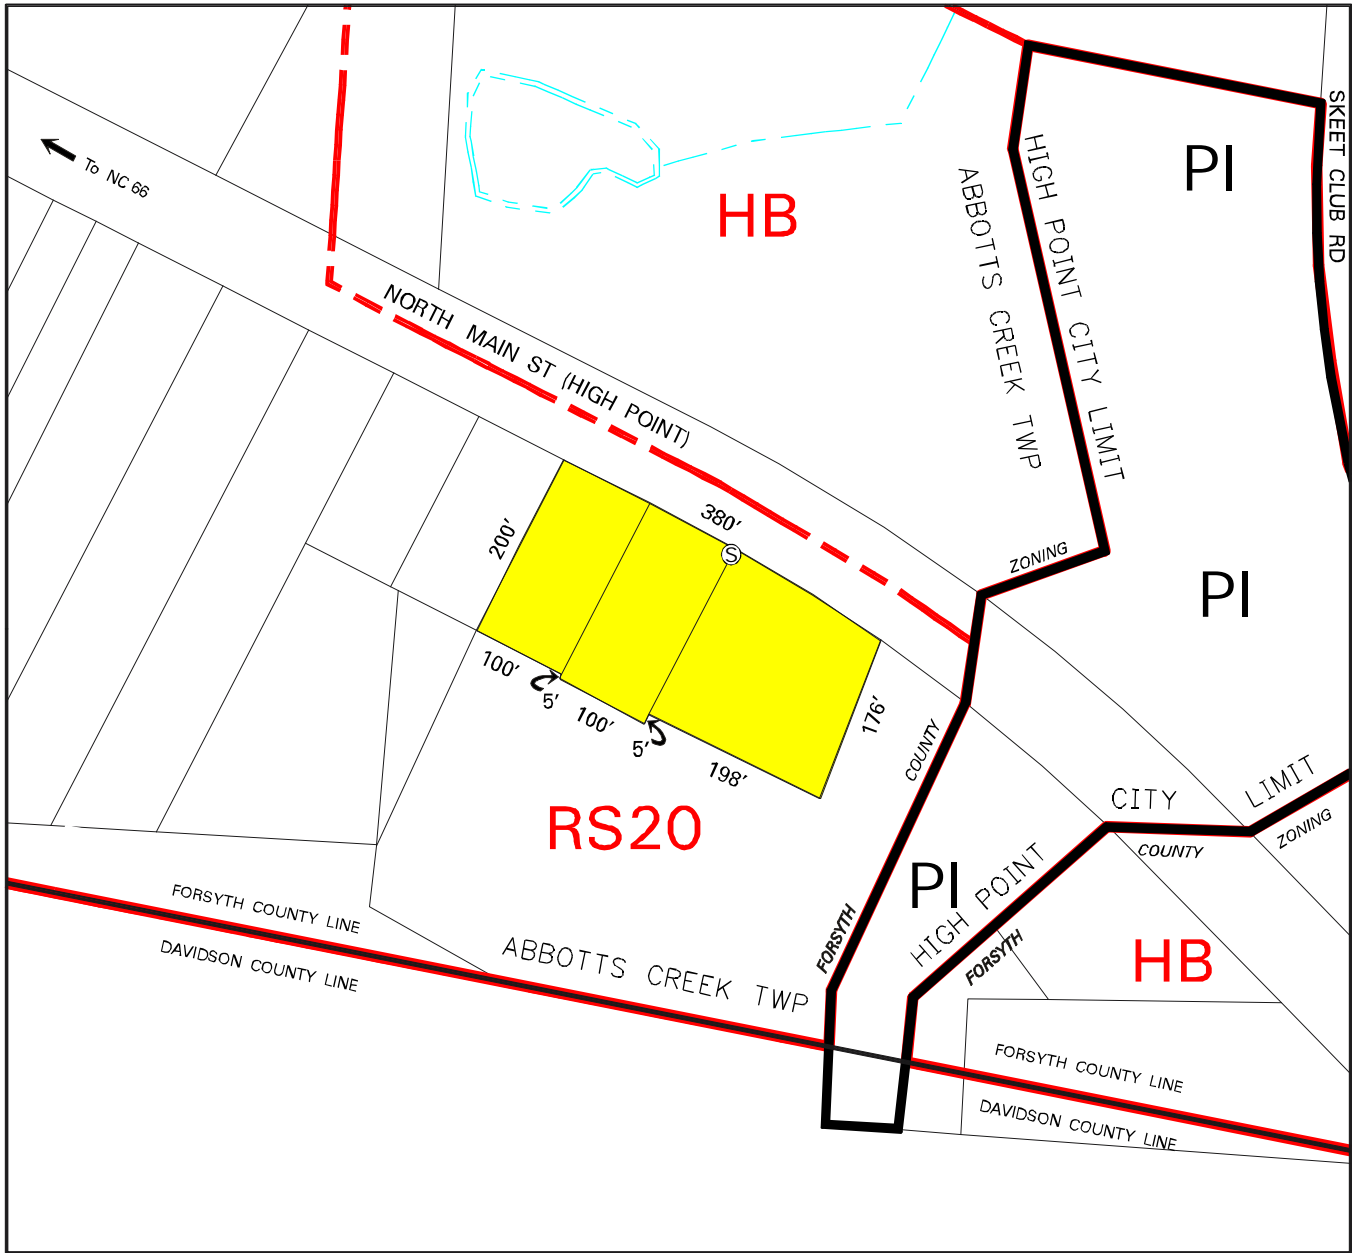 SKEET CLUB RD
PI
To NC 66
HB
HIGH POINT CITY LIMIT
ABBOTTS CREEK TWP
NORTH MAIN ST (HIGH POINT)
380'
200'
S
ZONING
PI
100'
5'
100'
5'
198'
176'
COUNTY
RS20
CITY
LIMIT
ZONING
COUNTY
PI
HIGH POINT
FORSYTH
FORSYTH
HB
FORSYTH COUNTY LINE
DAVIDSON COUNTY LINE
ABBOTTS CREEK TWP
FORSYTH COUNTY LINE
DAVIDSON COUNTY LINE